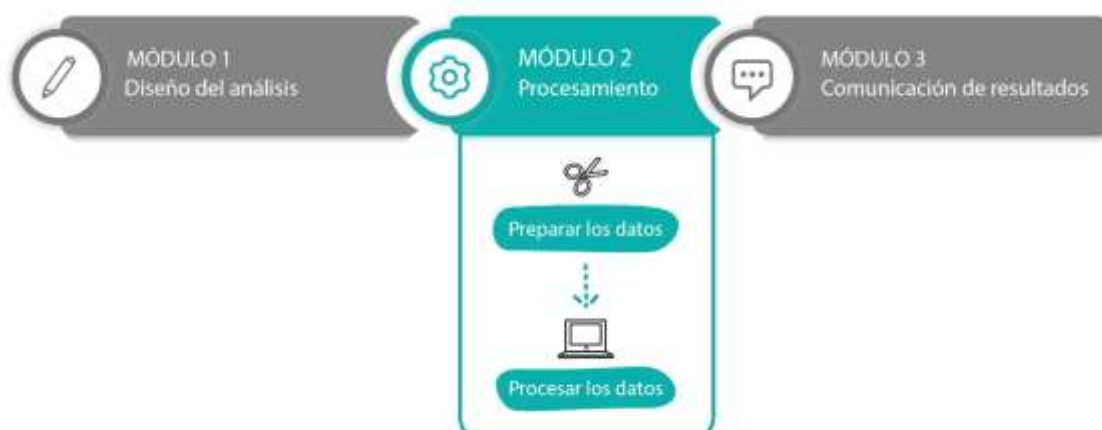 MÓDULO 1
Diseño del análisis
MÓDULO 2
Procesamiento
MÓDULO 3
Comunicación de resultados
Preparar los datos
Procesar los datos